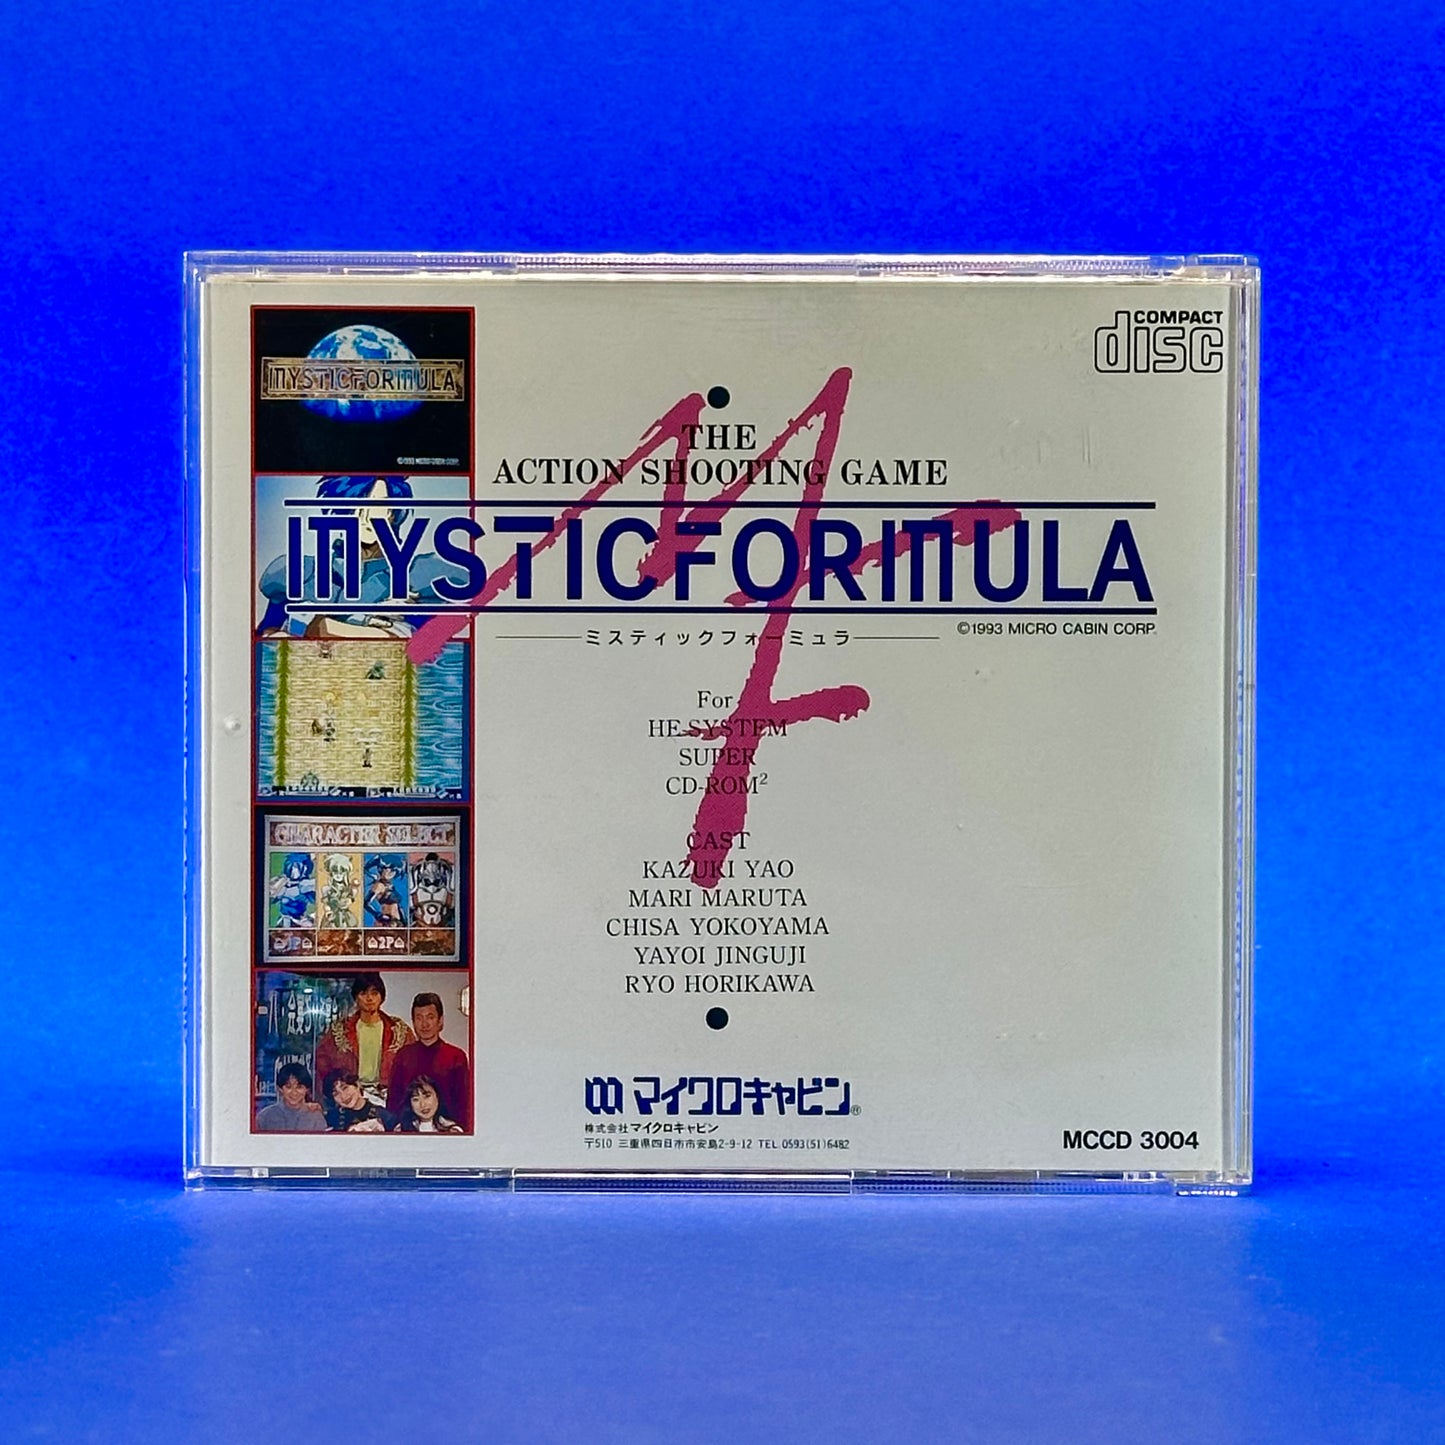 COMPACT
disc
MYSTICFORMULA
©1993 MICRO CABIN CORP.
THE
ACTION SHOOTING GAME
MYSTICFORMULA
©1993 MICRO CABIN CORP.
ミスティックフォーミュラ
For
HE-SYSTEM
SUPER
CD-ROM²
CHARACTER SELECT
1P
2P
CAST
KAZUKI YAO
MARI MARUTA
CHISA YOKOYAMA
YAYOI JINGUJI
RYO HORIKAWA
マイクロキャビン®
株式会社マイクロキャビン
〒510 三重県四日市市安島2-9-12 TEL.0593(51)6482
MCCD 3004